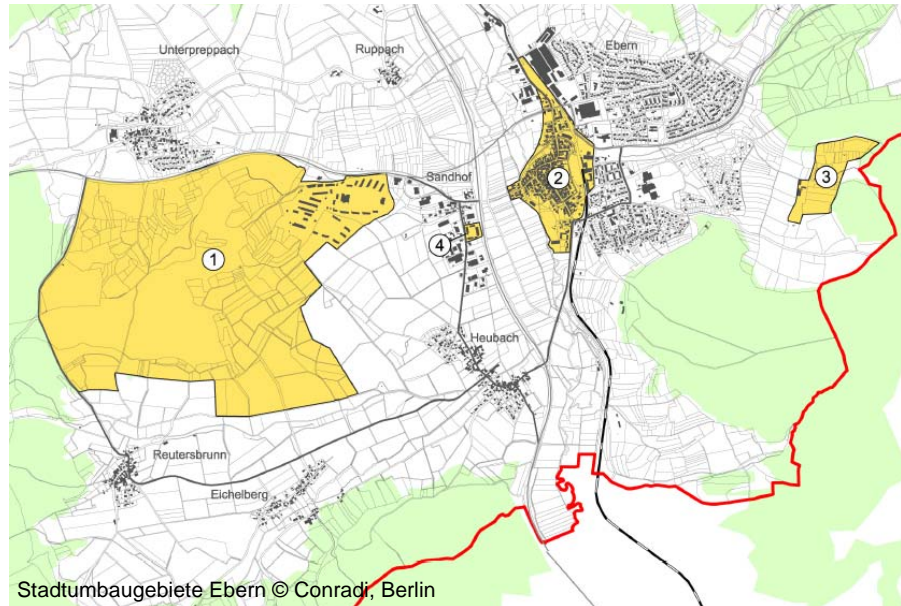 Unterpreppach
Ruppach
Ebern
Sandhof
2
3
4
1
Heubach
Reutersbrunn
Eichelberg
Stadtumbaugebiete Ebern © Conradi, Berlin